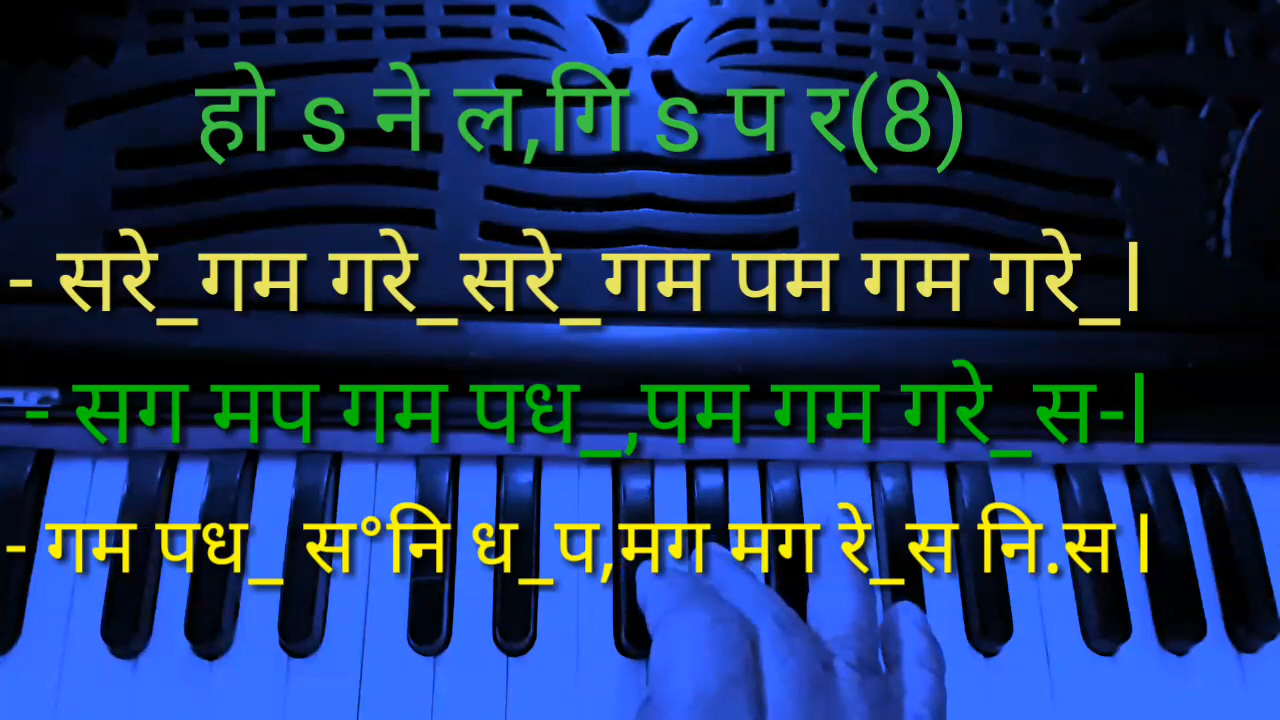 हो s ने ल,गि s प र(8)
- सरे_गम गरे_सरे_गम पम गम गरे_l
- सग मप गम पध_,पम गम गरे_स-l
- गम पध_ स°नि ध_प,मग मग रे_स नि.स l